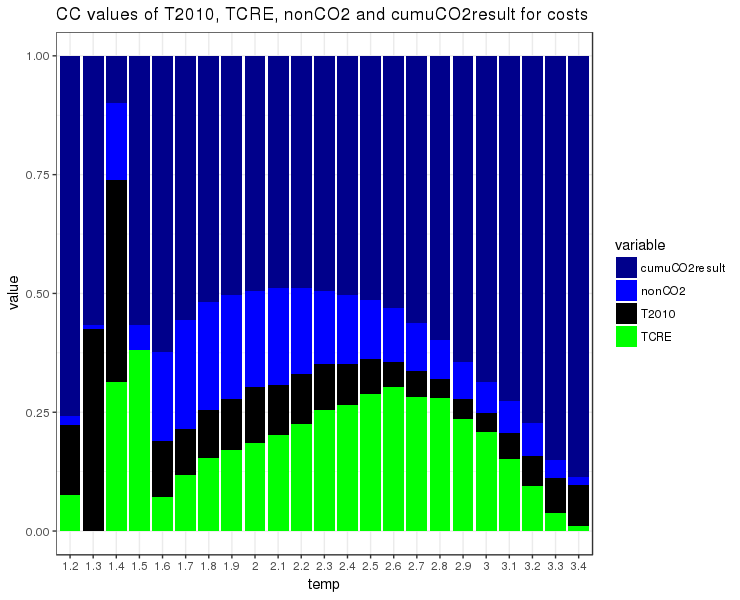 CC values of T2010, TCRE, nonCO2 and cumuCO2result for costs
1.00
0.75
0.50
0.25
0.00
value
1.2 1.3 1.4 1.5 1.6 1.7 1.8 1.9 2 2.1 2.2 2.3 2.4 2.5 2.6 2.7 2.8 2.9 3 3.1 3.2 3.3 3.4
temp
variable
cumuCO2result
nonCO2
T2010
TCRE